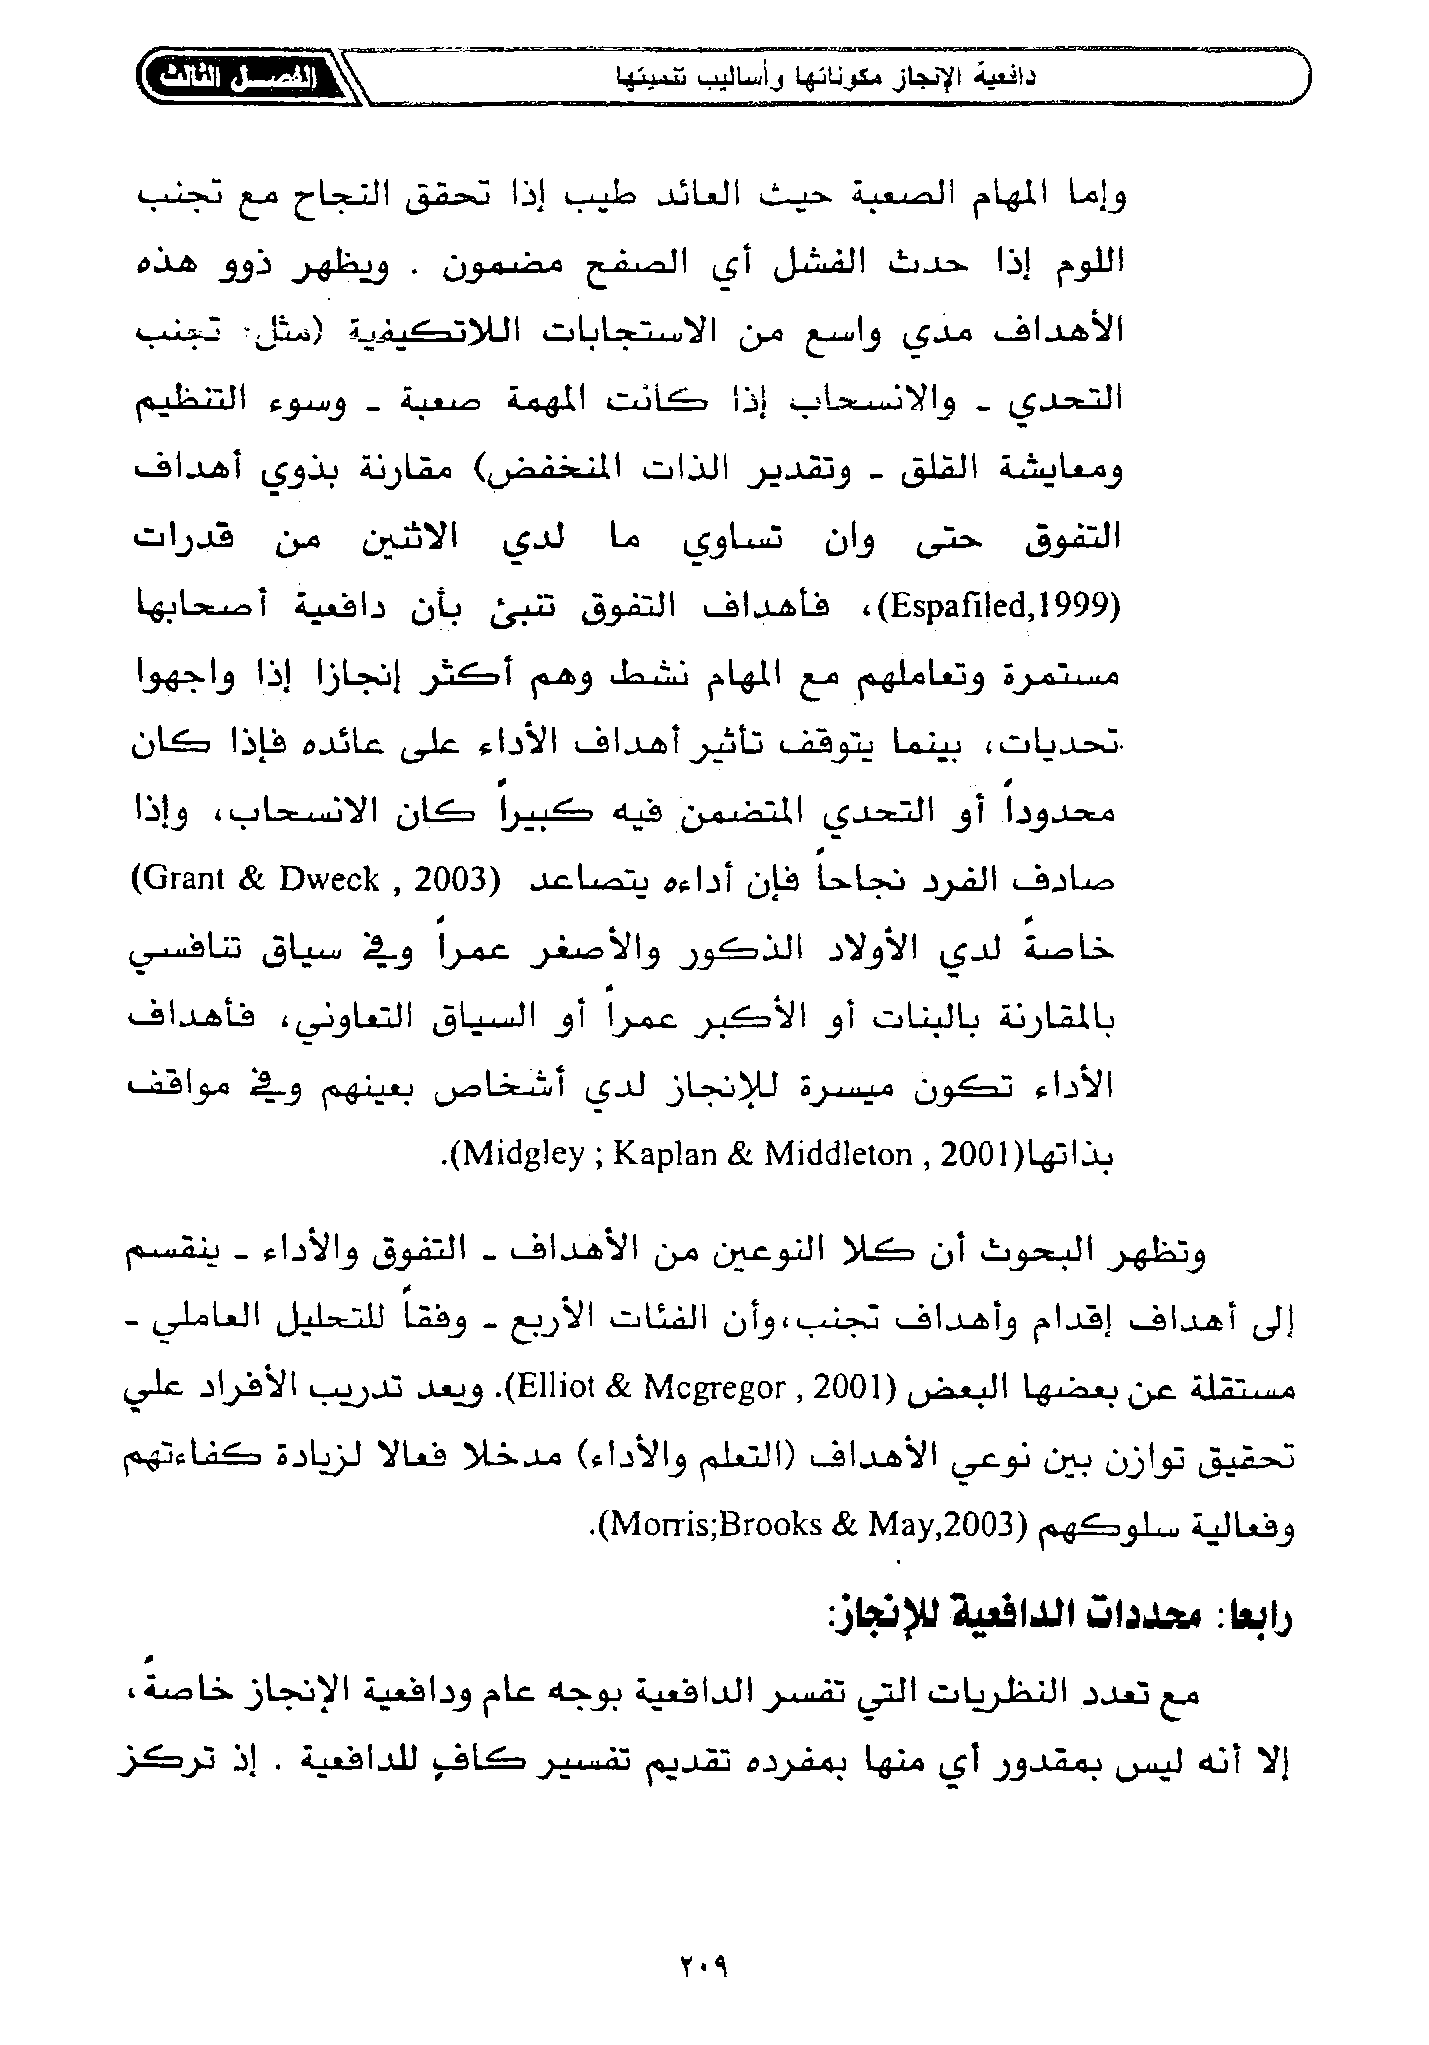 دافعية الإنجاز مكوناتها وأساليب تنميتها
الفصل الثالث
وإما المهام الصعبة حيث العائد طيب إذا تحقق النجاح مع تجنب
اللوم إذا حدث الفشل أي الصفح مضمون . ويظهر ذوو هذه
الأهداف مدي واسع من الاستجابات اللاتكيفية (مثل: تجنب
التحدي - والانسحاب إذا كانت المهمة صعبة - وسوء التنظيم
ومعايشة القلق - وتقدير الذات المنخفض) مقارنة بذوي أهداف
التفوق حتى وان تساوي ما لدي الاثنين من قدرات
(Espafiled,1999)، فأهداف التفوق تنبئ بأن دافعية أصحابها
مستمرة وتعاملهم مع المهام نشط وهم أكثر إنجازا إذا واجهوا
تحديات، بينما يتوقف تأثير أهداف الأداء على عائده فإذا كان
محدوداً أو التحدي المتضمن فيه كبيراً كان الانسحاب، وإذا
صادف الفرد نجاحاً فإن أداءه يتصاعد (Grant & Dweck , 2003)
خاصةً لدي الأولاد الذكور والأصغر عمراً وفي سياق تنافسي
بالمقارنة بالبنات أو الأكبر عمراً أو السياق التعاوني، فأهداف
الأداء تكون ميسرة للإنجاز لدي أشخاص بعينهم وفي مواقف
بذاتها(Midgley ; Kaplan & Middleton , 2001).
وتظهر البحوث أن كلا النوعين من الأهداف - التفوق والأداء - ينقسم
إلى أهداف إقدام وأهداف تجنب،وأن الفئات الأربع - وفقاً للتحليل العاملي -
مستقلة عن بعضها البعض (Elliot & Mcgregor , 2001). ويعد تدريب الأفراد علي
تحقيق توازن بين نوعي الأهداف (التعلم والأداء) مدخلا فعالا لزيادة كفاءتهم
وفعالية سلوكهم (Morris;Brooks & May,2003).
رابعا: محددات الدافعية للإنجاز:
مع تعدد النظريات التي تفسر الدافعية بوجه عام ودافعية الإنجاز خاصةً،
إلا أنه ليس بمقدور أي منها بمفرده تقديم تفسير كافٍ للدافعية . إذ تركز
٢٠٩